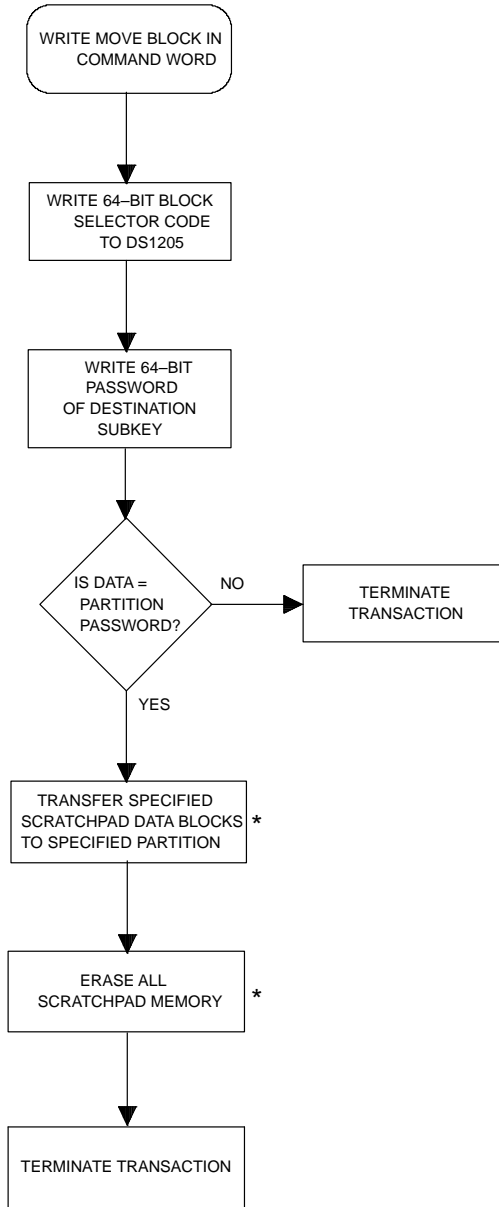 WRITE MOVE BLOCK IN
COMMAND WORD
WRITE 64–BIT BLOCK
SELECTOR CODE
TO DS1205
WRITE 64–BIT
PASSWORD
OF DESTINATION
SUBKEY
IS DATA =
PARTITION
PASSWORD?
NO
TERMINATE
TRANSACTION
YES
TRANSFER SPECIFIED
SCRATCHPAD DATA BLOCKS *
TO SPECIFIED PARTITION
ERASE ALL
SCRATCHPAD MEMORY *
TERMINATE TRANSACTION